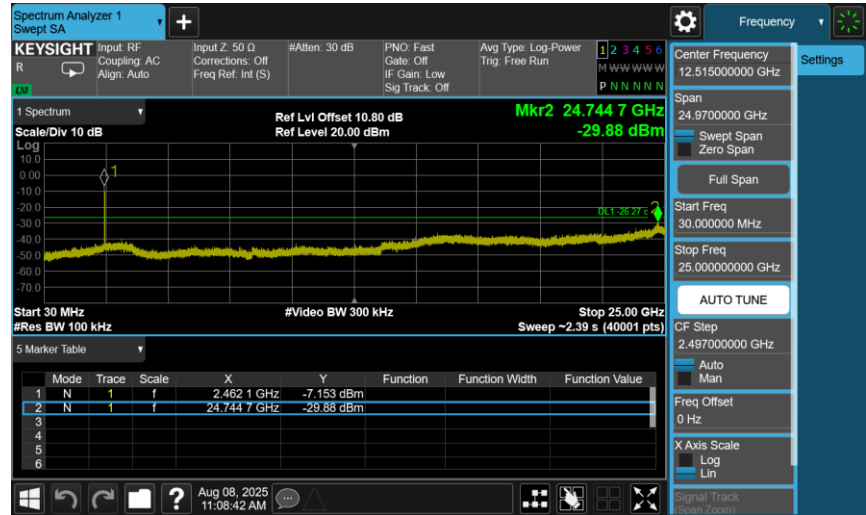 Spectrum Analyzer 1
Swept SA
Frequency
KEYSIGHT
R
LXI
Input: RF
Coupling: AC
Align: Auto
Input Z: 50 Ω
Corrections: Off
Freq Ref: Int (S)
#Atten: 30 dB
PNO: Fast
Gate: Off
IF Gain: Low
Sig Track: Off
Avg Type: Log-Power
Trig: Free Run
1 2 3 4 5 6
M W W W W W
P N N N N N
Center Frequency
12.515000000 GHz
Settings
Span
24.9700000 GHz
Swept Span
Zero Span
Full Span
Start Freq
30.000000 MHz
Stop Freq
25.000000000 GHz
AUTO TUNE
CF Step
2.497000000 GHz
Auto
Man
Freq Offset
0 Hz
X Axis Scale
Log
Lin
Signal Track
(Span Zoom)
1 Spectrum
Scale/Div 10 dB
Ref Lvl Offset 10.80 dB
Ref Level 20.00 dBm
Mkr2 24.744 7 GHz
-29.88 dBm
Log
10.0
0.00
-10.0
-20.0
-30.0
-40.0
-50.0
-60.0
-70.0
1
DL1 -26.27
2
Start 30 MHz
#Video BW 300 kHz
Stop 25.00 GHz
#Res BW 100 kHz
Sweep ~2.39 s (40001 pts)
5 Marker Table
Mode Trace Scale X Y Function Function Width Function Value
1 N 1 f 2.462 1 GHz -7.153 dBm
2 N 1 f 24.744 7 GHz -29.88 dBm
3
4
5
6
?
Aug 08, 2025
11:08:42 AM